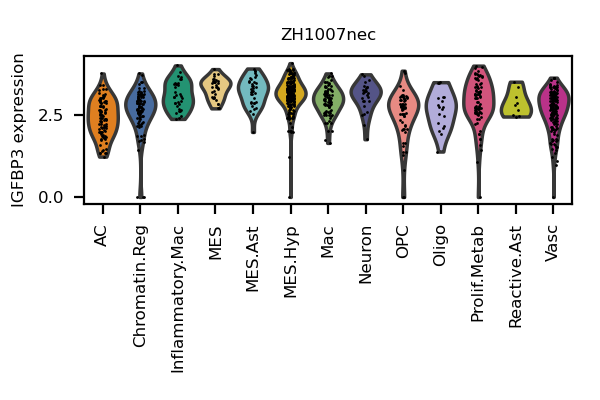 ZH1007nec
IGFBP3 expression
2.5
0.0
AC
Chromatin.Reg
Inflammatory.Mac
MES
MES.Ast
MES.Hyp
Mac
Neuron
OPC
Oligo
Prolif.Metab
Reactive.Ast
Vasc